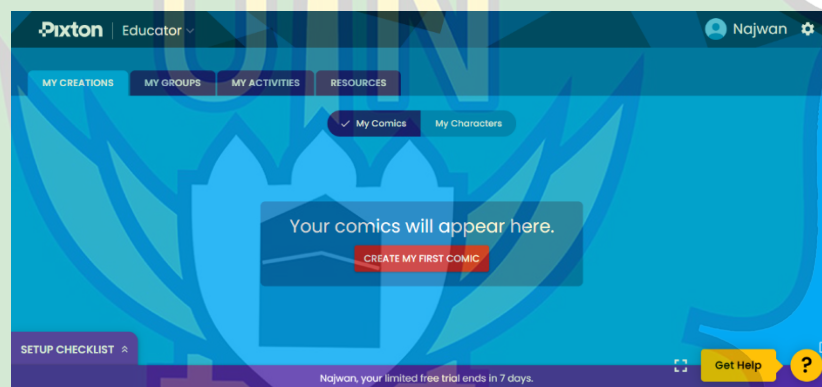 Pixton Educator Najwan
MY CREATIONS MY GROUPS MY ACTIVITIES RESOURCES
My Comics My Characters
Your comics will appear here.
CREATE MY FIRST COMIC
SETUP CHECKLIST
Get Help ?
Najwan, your limited free trial ends in 7 days.
UIN